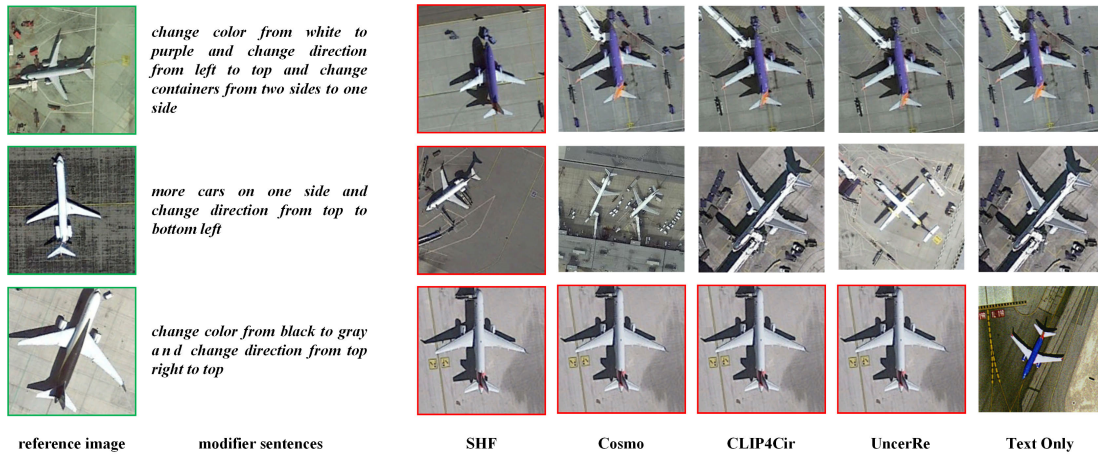 change color from white to
purple and change direction
from left to top and change
containers from two sides to one
side
more cars on one side and
change direction from top to
bottom left
change color from black to gray
and change direction from top
right to top
reference image
modifier sentences
SHF
Cosmo
CLIP4Cir
UncerRe
Text Only